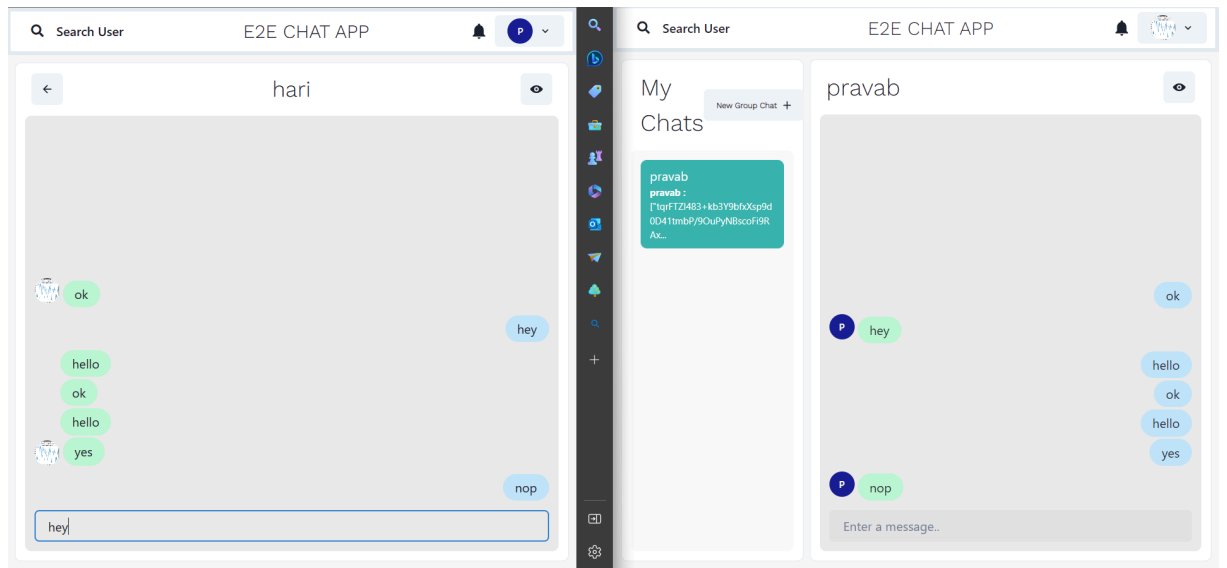 Search User
E2E CHAT APP
P
hari
ok
hey
hello
ok
hello
yes
nop
hey
Search User
E2E CHAT APP
My
Chats
New Group Chat +
pravab
pravab :
{"tqrFTZI483+kb3Y9bfxXsp9d
0D41tmbP/9OuPyNBscoFi9R
Ax...
pravab
ok
P
hey
hello
ok
hello
yes
P
nop
Enter a message..